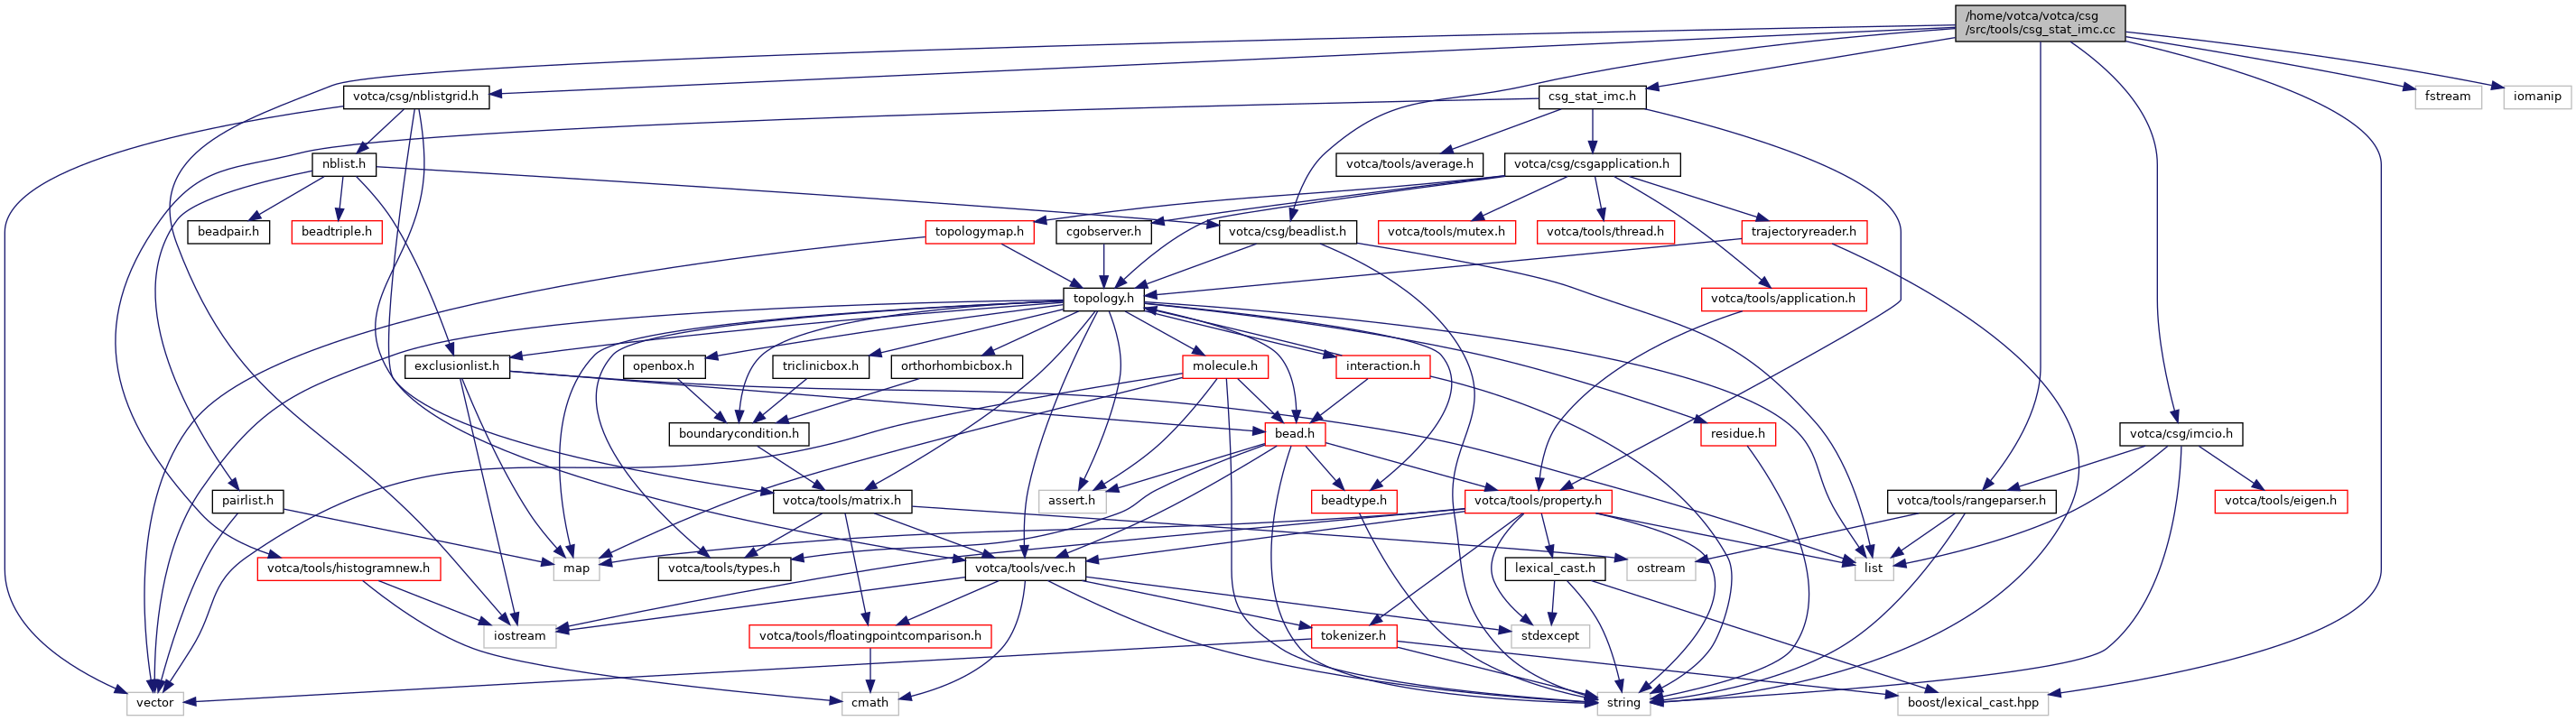 /home/votca/votca/csg
/src/tools/csg_stat_imc.cc
votca/csg/nblistgrid.h
csg_stat_imc.h
fstream
iomanip
nblist.h
votca/tools/average.h
votca/csg/csgapplication.h
beadpair.h
beadtriple.h
topologymap.h
cgobserver.h
votca/csg/beadlist.h
votca/tools/mutex.h
votca/tools/thread.h
trajectoryreader.h
topology.h
votca/tools/application.h
exclusionlist.h
openbox.h
triclinicbox.h
orthorhombicbox.h
molecule.h
interaction.h
boundarycondition.h
bead.h
residue.h
votca/csg/imcio.h
pairlist.h
votca/tools/matrix.h
assert.h
beadtype.h
votca/tools/property.h
votca/tools/rangeparser.h
votca/tools/eigen.h
votca/tools/histogramnew.h
map
votca/tools/types.h
votca/tools/vec.h
lexical_cast.h
ostream
list
iostream
votca/tools/floatingpointcomparison.h
tokenizer.h
stdexcept
vector
cmath
string
boost/lexical_cast.hpp